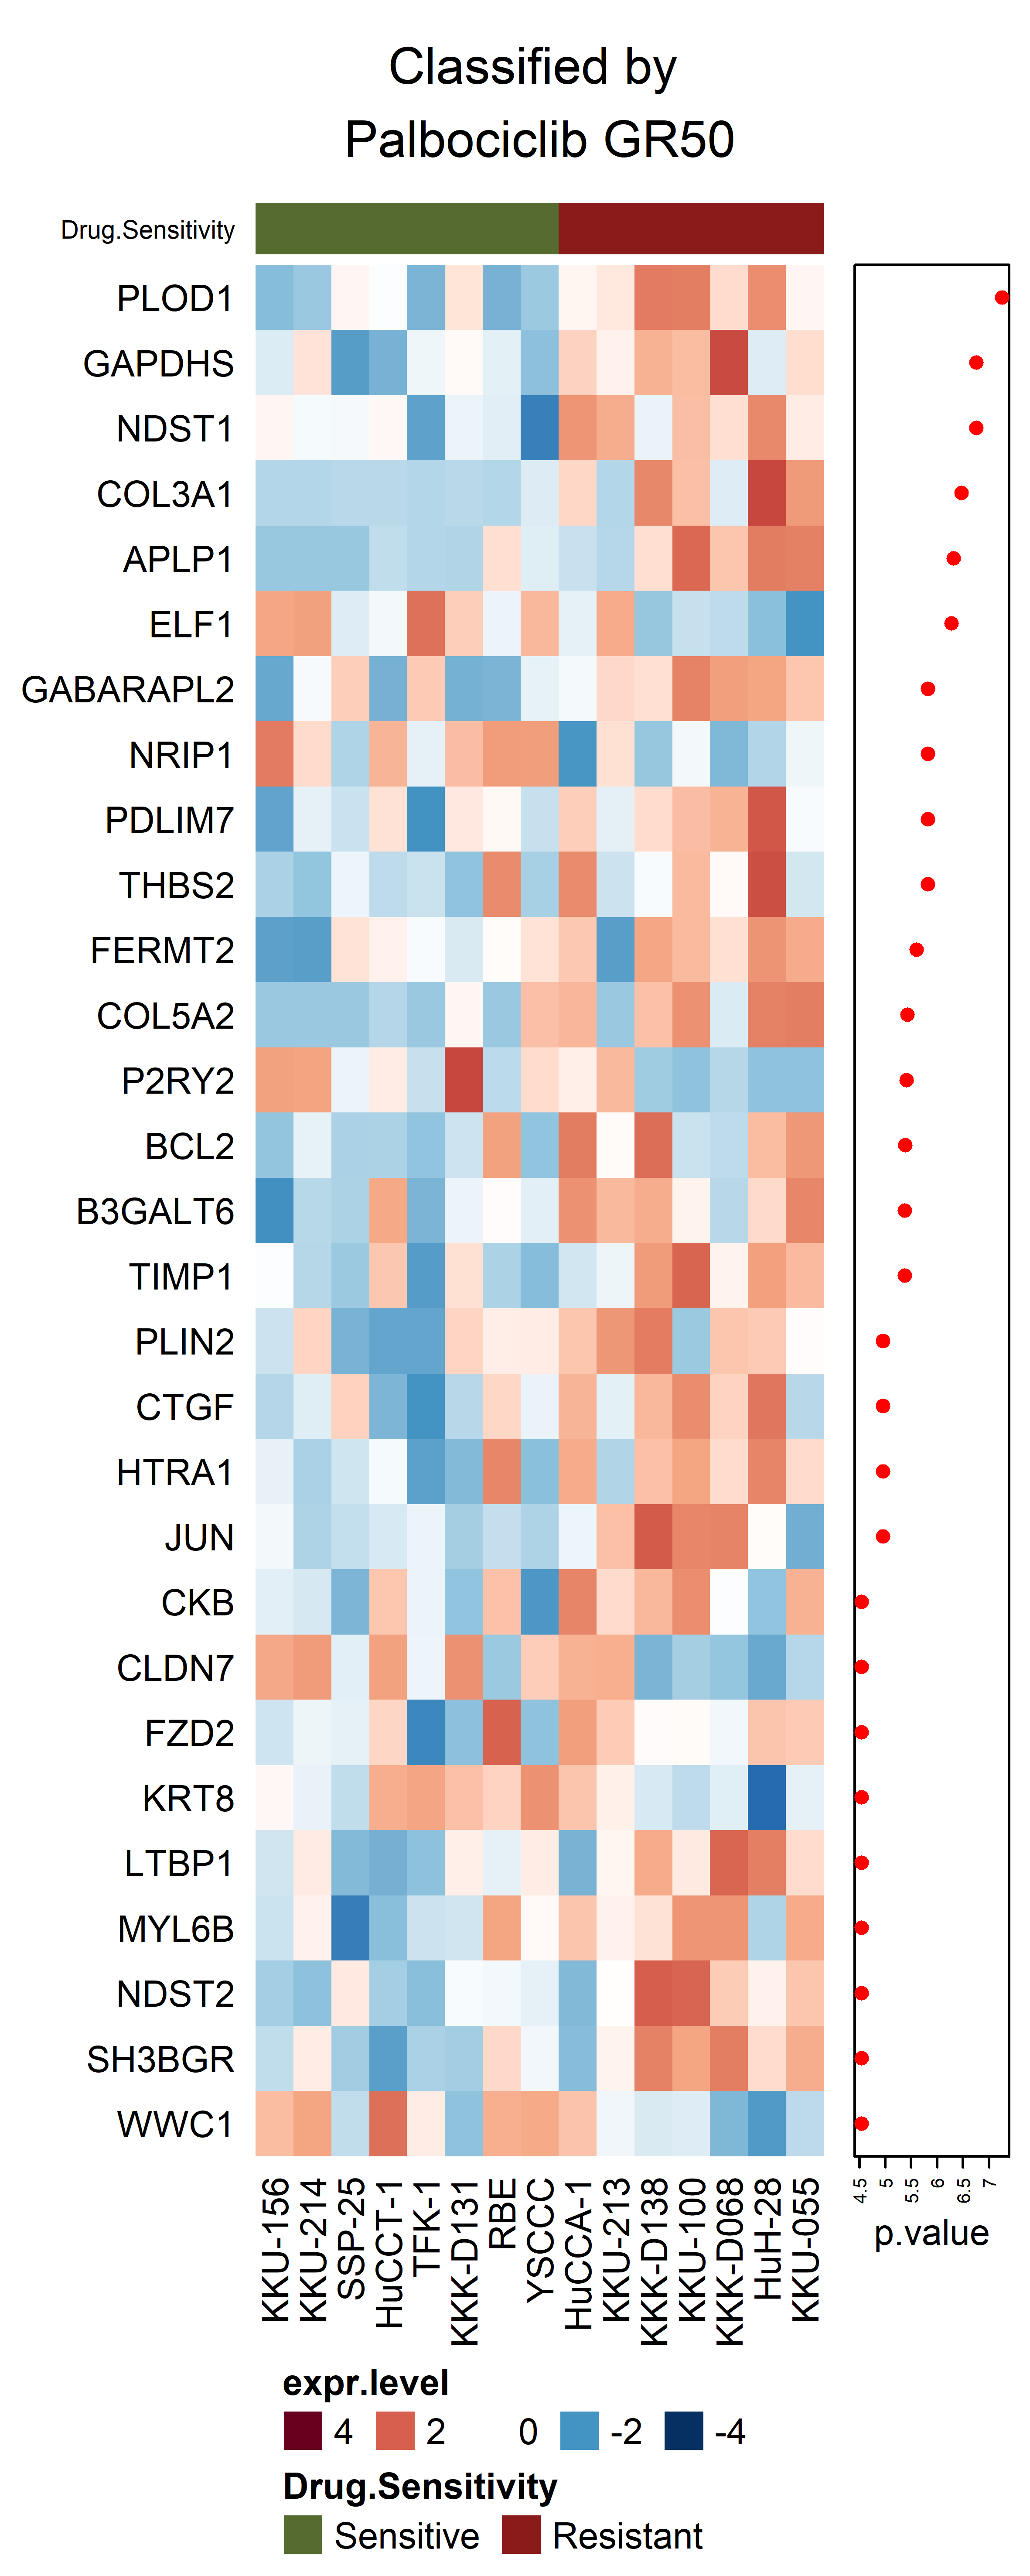 Classified by
Palbociclib GR50
Drug.Sensitivity
PLOD1
GAPDHS
NDST1
COL3A1
APLP1
ELF1
GABARAPL2
NRIP1
PDLIM7
THBS2
FERMT2
COL5A2
P2RY2
BCL2
B3GALT6
TIMP1
PLIN2
CTGF
HTRA1
JUN
CKB
CLDN7
FZD2
KRT8
LTBP1
MYL6B
NDST2
SH3BGR
WWC1
KKU-156 KKU-214 SSP-25 HuCCT-1 TFK-1 KKK-D131 RBE YSCCC HuCCA-1 KKU-213 KKK-D138 KKU-100 KKK-D068 HuH-28 KKU-055
4.5 5 5.5 6 6.5 7
p.value
expr.level
4 2 0 -2 -4
Drug.Sensitivity
Sensitive Resistant